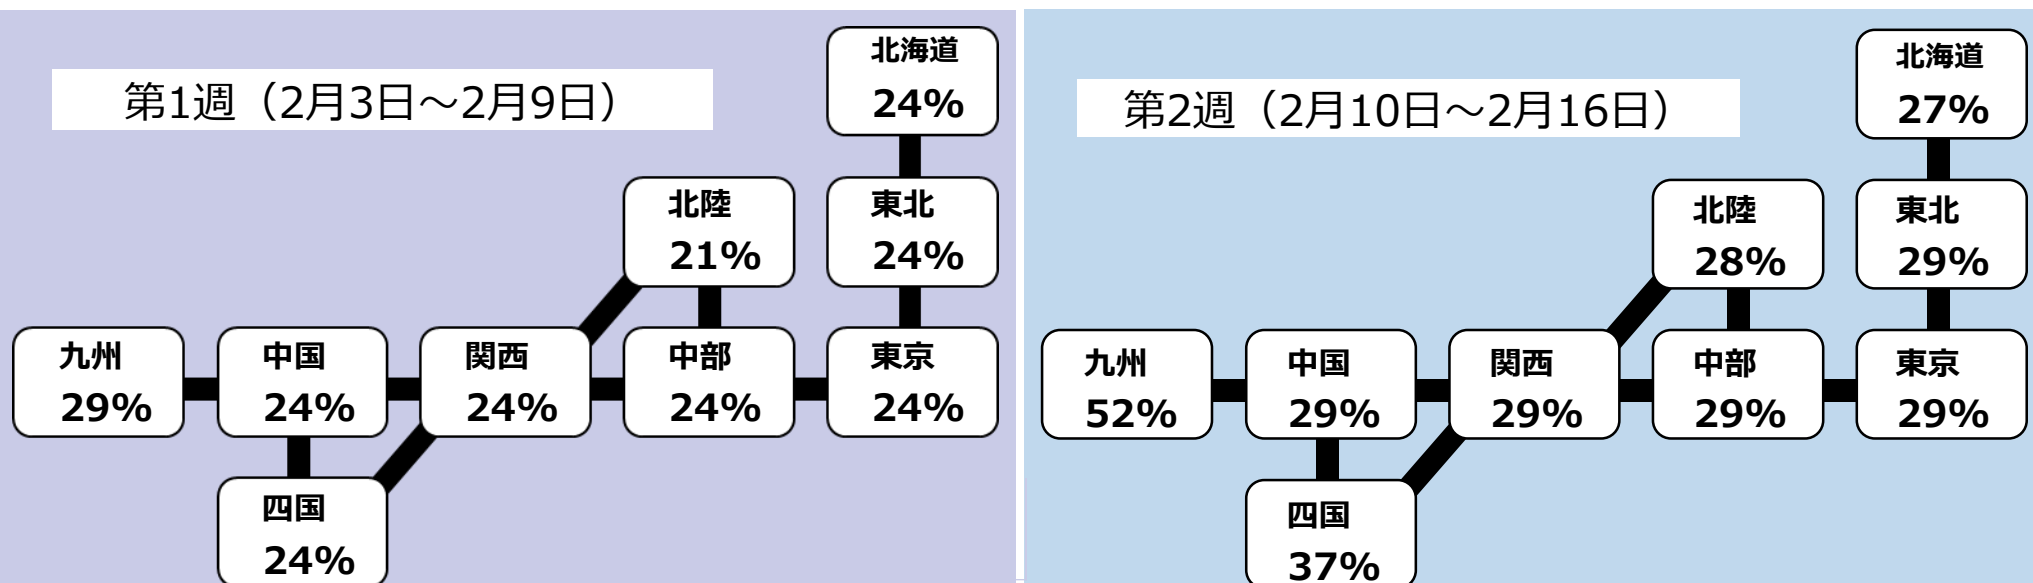 第1週（2月3日～2月9日）
北海道
24%
北陸
21%
東北
24%
九州
29%
中国
24%
関西
24%
中部
24%
東京
24%
四国
24%
第2週（2月10日～2月16日）
北海道
27%
北陸
28%
東北
29%
九州
52%
中国
29%
関西
29%
中部
29%
東京
29%
四国
37%